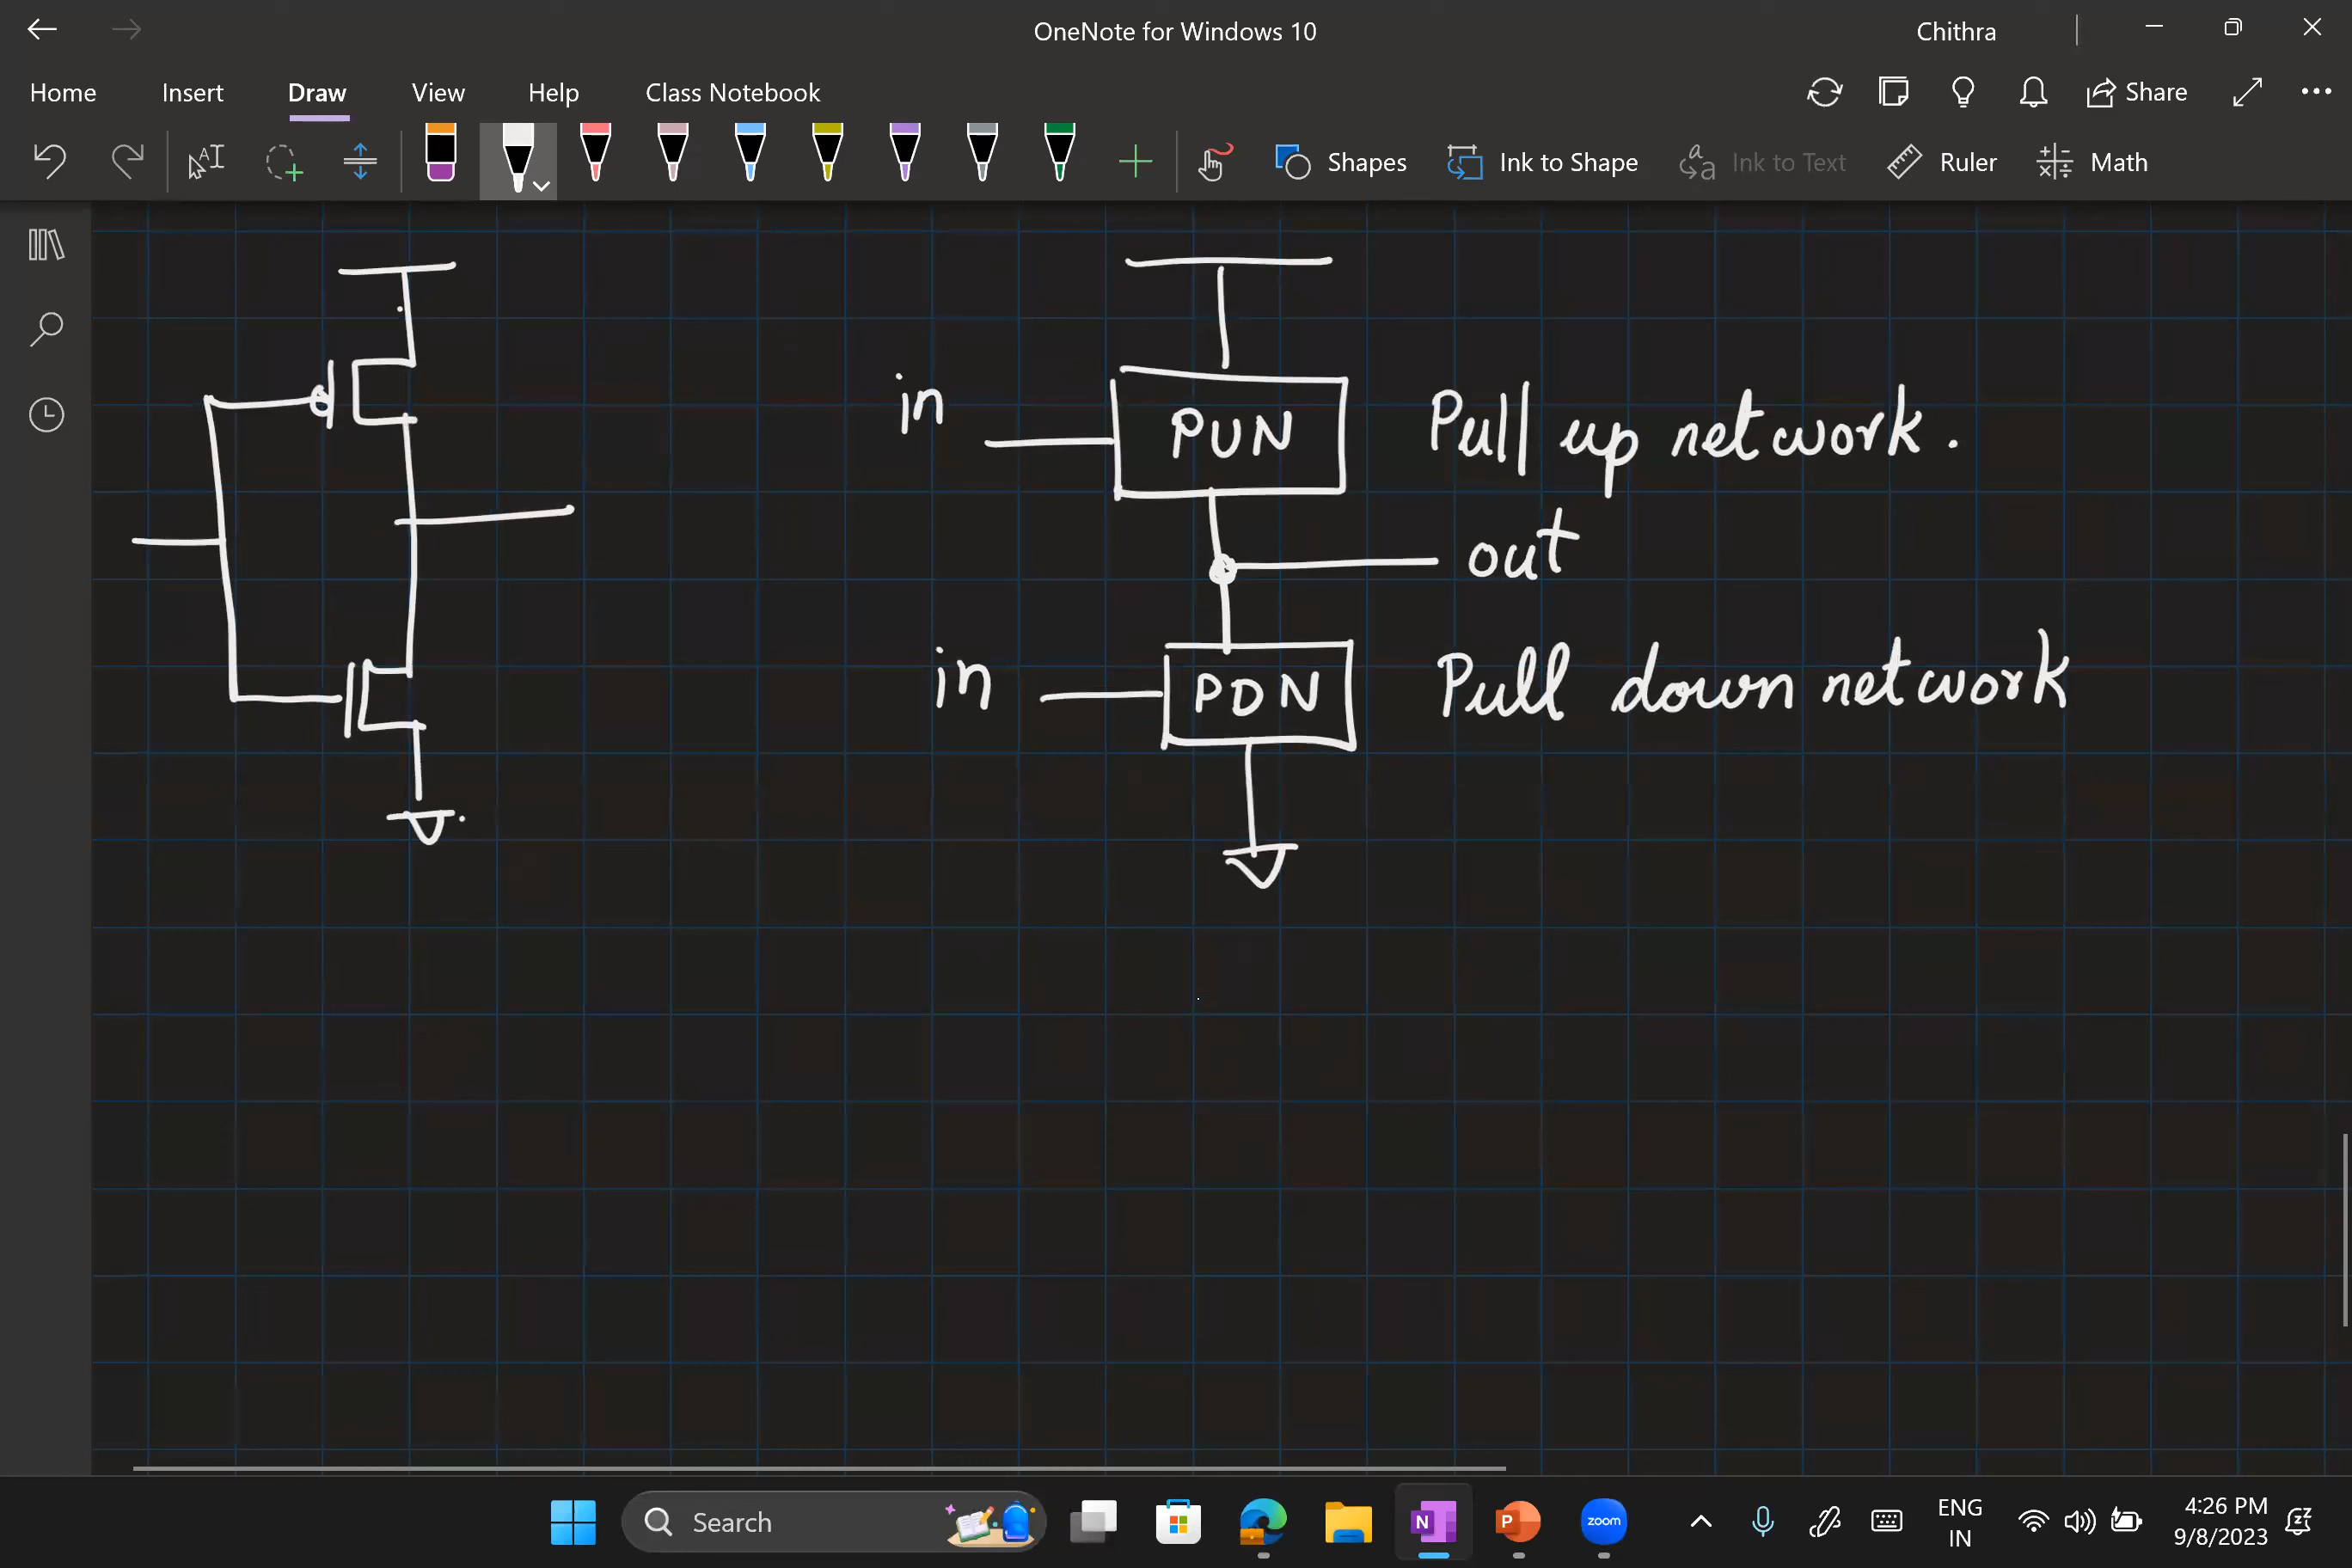 OneNote for Windows 10
Chithra
Home Insert Draw View Help Class Notebook
Share
Shapes Ink to Shape Ink to Text Ruler Math
in
PUN Pull up network.
out
in PDN Pull down network
Search
zoom
ENG
IN
4:26 PM
9/8/2023